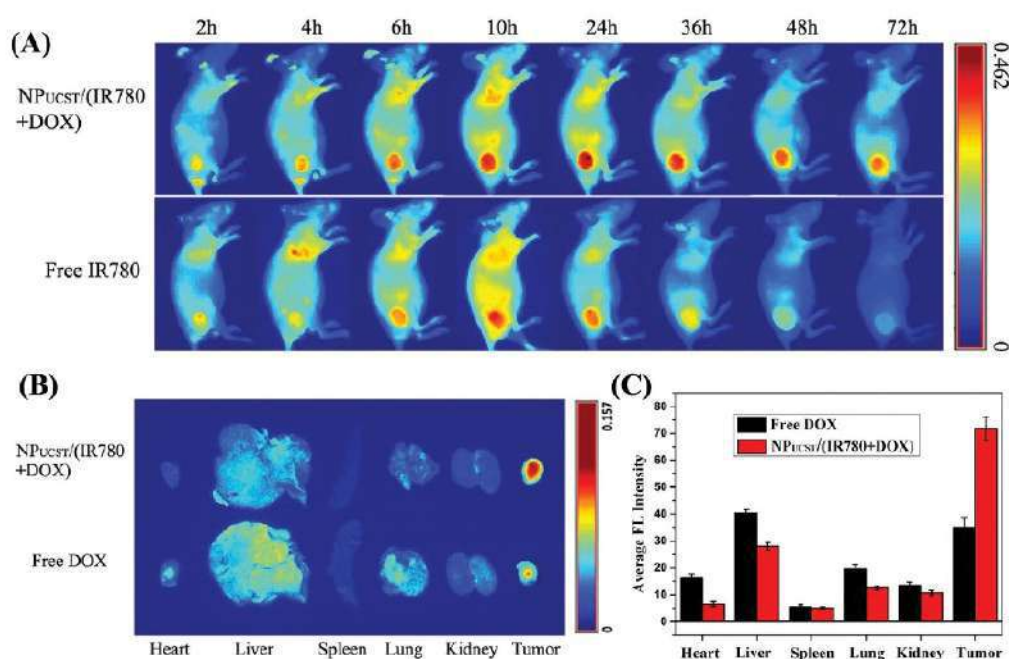 (A)
2h 4h 6h 10h 24h 36h 48h 72h
NPUCST/(IR780
+DOX)
Free IR780
0.462
0
(B)
NPUCST/(IR780
+DOX)
Free DOX
0.157
0
Heart Liver Spleen Lung Kidney Tumor
(C)
Average FL Intensity
80
70
60
50
40
30
20
10
0
Free DOX
NPUCST/(IR780+DOX)
Heart Liver Spleen Lung Kidney Tumor